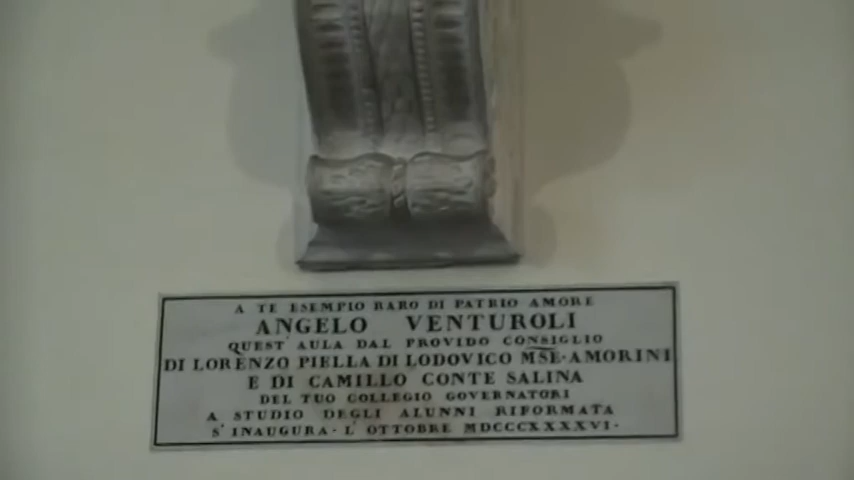 A TE ESEMPIO RARO DI PATRIO AMORE
ANGELO VENTUROLI
QUEST' AULA DAL PROVIDO CONSIGLIO
DI LORENZO PIELLA DI LODOVICO MSE· AMORINI
E DI CAMILLO CONTE SALINA
DEL TUO COLLEGIO GOVERNATORI
A STUDIO DEGLI ALUNNI RIFORMATA
S' INAUGURA· L' OTTOBRE MDCCCXXXXVI·